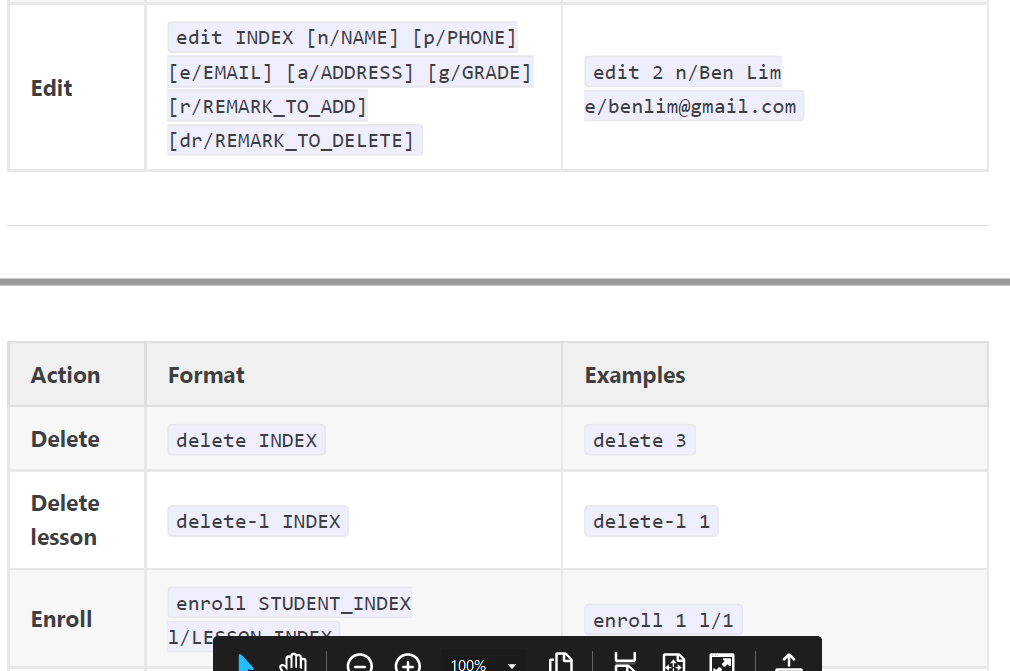 Edit
edit INDEX [n/NAME] [p/PHONE]
[e/EMAIL] [a/ADDRESS] [g/GRADE]
[r/REMARK_TO_ADD]
[dr/REMARK_TO_DELETE]
edit 2 n/Ben Lim
e/benlim@gmail.com
Action Format Examples
Delete delete INDEX delete 3
Delete
lesson
delete-l INDEX delete-l 1
Enroll
enroll STUDENT_INDEX
l/LESSON_INDEX
enroll 1 l/1
100%